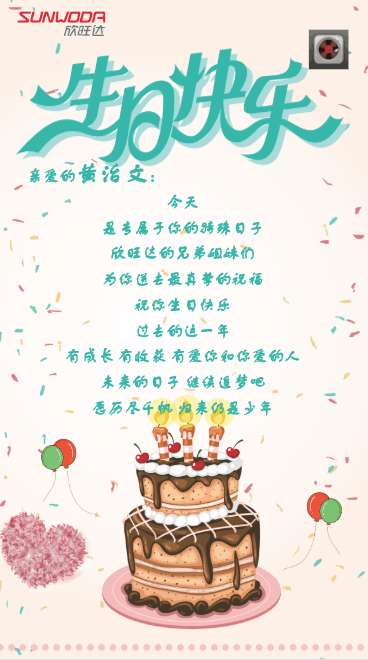 SUNWODA
欣旺达
生日快乐
亲爱的黄治文：
今天
是专属于你的特殊日子
欣旺达的兄弟姐妹们
为你送去最真挚的祝福
祝你生日快乐
过去的这一年
有成长 有收获 有爱你和你爱的人
未来的日子 继续追梦吧
愿历尽千帆 归来仍是少年